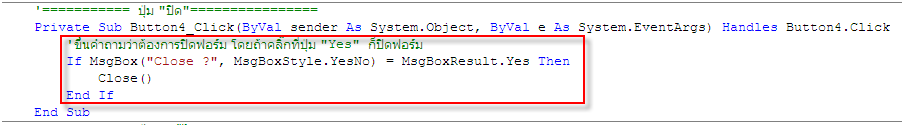 '=========== ปุ่ม "ปิด"================
Private Sub Button4_Click(ByVal sender As System.Object, ByVal e As System.EventArgs) Handles Button4.Click
'ขึ้นคำถามว่าต้องการปิดฟอร์ม โดยถ้าคลิ๊กที่ปุ่ม "Yes" ก็ปิดฟอร์ม
If MsgBox("Close ?", MsgBoxStyle.YesNo) = MsgBoxResult.Yes Then
Close()
End If
End Sub